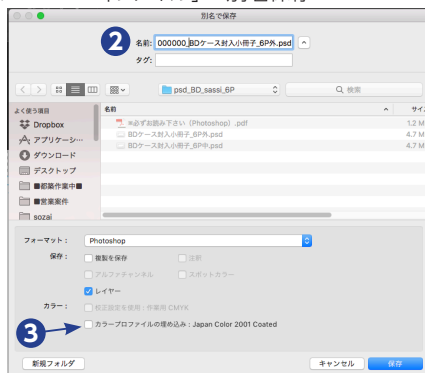 別名で保存
2
名前: 000000_BDケース封入小冊子_6P外.psd
タグ:
psd_BD_sassi_6P
検索
よく使う項目
名前
サイズ
Dropbox
※必ずお読み下さい（Photoshop）.pdf
1.2 M
アプリケーシ…
BDケース封入小冊子_6P外.psd
4.7 M
ダウンロード
BDケース封入小冊子_6P中.psd
4.7 M
デスクトップ
■都築作業中■
■営業案件
sozai
フォーマット： Photoshop
保存： 複製を保存 注釈
アルファチャンネル スポットカラー
レイヤー
カラー： 校正設定を使用：作業用 CMYK
3
カラープロファイルの埋め込み：Japan Color 2001 Coated
新規フォルダ
キャンセル
保存